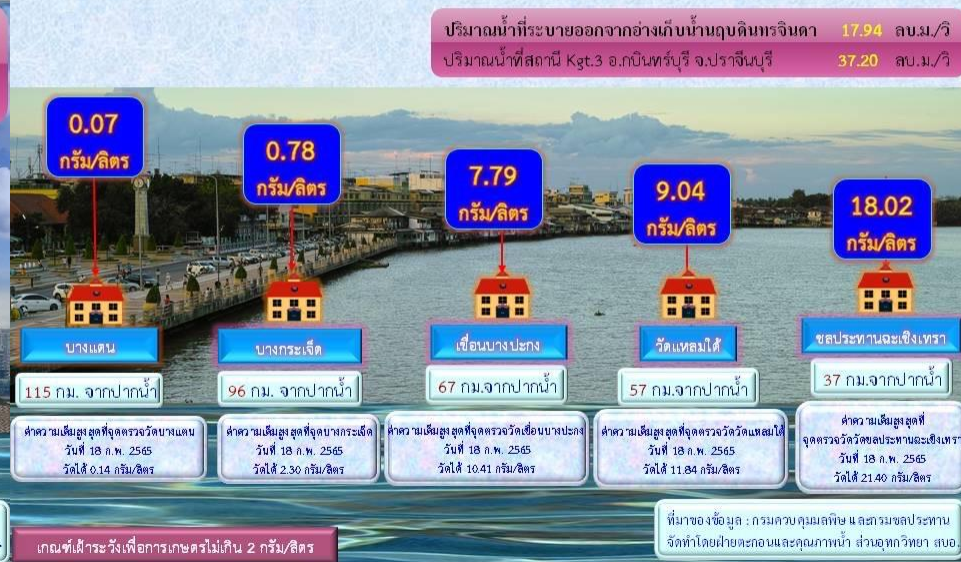 ปริมาณน้ำที่ระบายออกจากอ่างเก็บน้ำนฤบดินทรจินดา 17.94 ลบ.ม./วิ
ปริมาณน้ำที่สถานี Kgt.3 อ.กบินทร์บุรี จ.ปราจีนบุรี 37.20 ลบ.ม./วิ
0.07
กรัม/ลิตร
0.78
กรัม/ลิตร
7.79
กรัม/ลิตร
9.04
กรัม/ลิตร
18.02
กรัม/ลิตร
บางแตน
บางกระเจ็ด
เขื่อนบางปะกง
วัดแหลมใต้
ชลประทานฉะเชิงเทรา
115 กม. จากปากน้ำ
96 กม. จากปากน้ำ
67 กม.จากปากน้ำ
57 กม.จากปากน้ำ
37 กม.จากปากน้ำ
ค่าความเค็มสูงสุดที่จุดตรวจวัดบางแตน
วันที่ 18 ก.พ. 2565
วัดได้ 0.14 กรัม/ลิตร
ค่าความเค็มสูงสุดที่จุดบางกระเจ็ด
วันที่ 18 ก.พ. 2565
วัดได้ 2.30 กรัม/ลิตร
ค่าความเค็มสูงสุดที่จุดตรวจวัดเขื่อนบางปะกง
วันที่ 18 ก.พ. 2565
วัดได้ 10.41 กรัม/ลิตร
ค่าความเค็มสูงสุดที่จุดตรวจวัดวัดแหลมใต้
วันที่ 18 ก.พ. 2565
วัดได้ 11.84 กรัม/ลิตร
ค่าความเค็มสูงสุดที่
จุดตรวจวัดวัดชลประทานฉะเชิงเทรา
วันที่ 18 ก.พ. 2565
วัดได้ 21.40 กรัม/ลิตร
เกณฑ์เฝ้าระวังเพื่อการเกษตรไม่เกิน 2 กรัม/ลิตร
ที่มาของข้อมูล : กรมควบคุมมลพิษ และกรมชลประทาน
จัดทำโดยฝ่ายตะกอนและคุณภาพน้ำ ส่วนอุทกวิทยา สบอ.